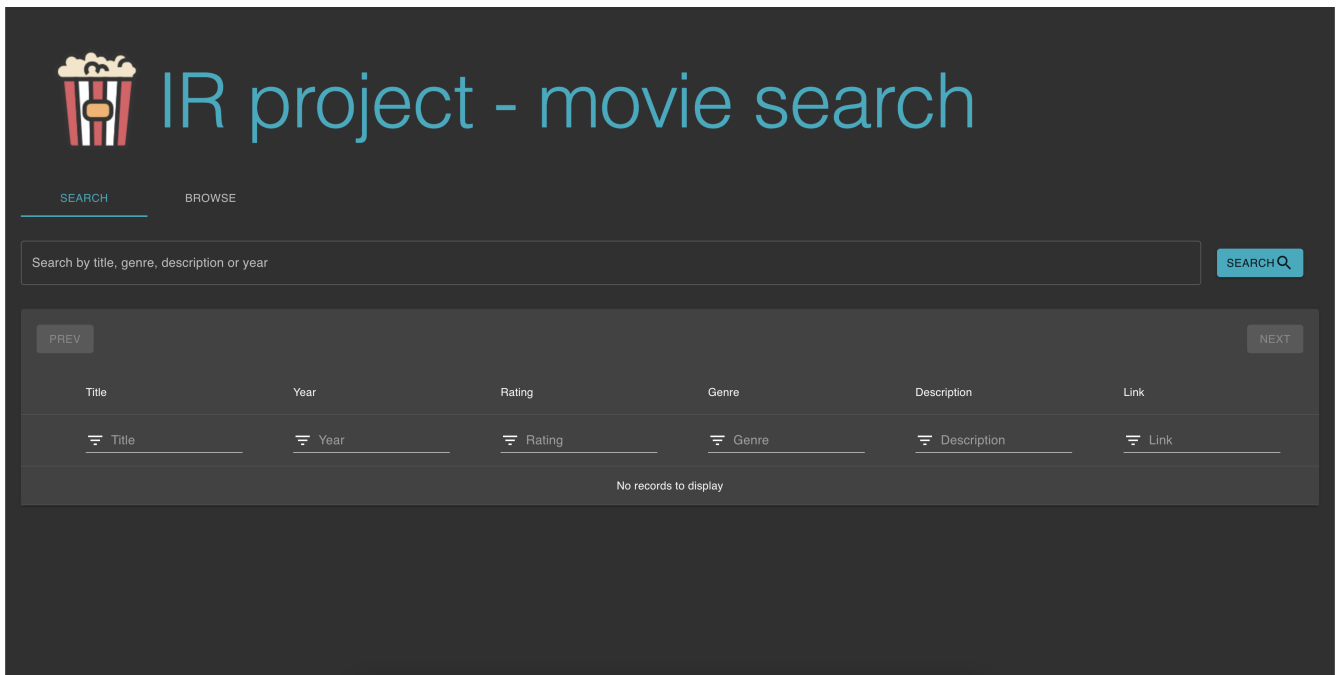 IR project - movie search
SEARCH BROWSE
Search by title, genre, description or year SEARCH
PREV NEXT
Title Year Rating Genre Description Link
Title Year Rating Genre Description Link
No records to display